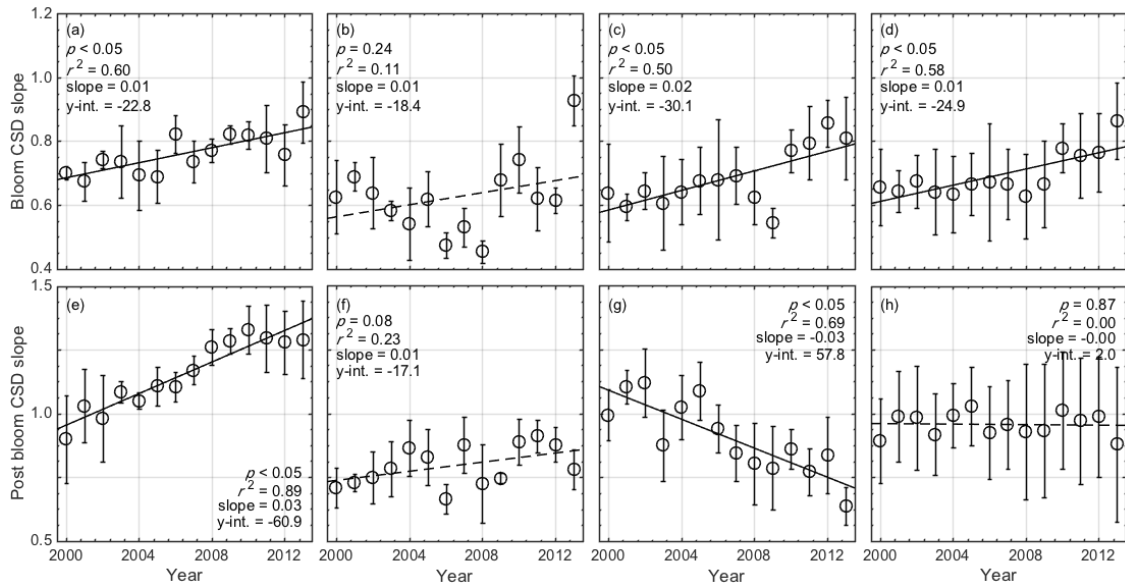 (a)
p < 0.05
r² = 0.60
slope = 0.01
y-int. = -22.8
(b)
p = 0.24
r² = 0.11
slope = 0.01
y-int. = -18.4
(c)
p < 0.05
r² = 0.50
slope = 0.02
y-int. = -30.1
(d)
p < 0.05
r² = 0.58
slope = 0.01
y-int. = -24.9
1.2
1.0
0.8
0.6
0.4
Bloom CSD slope
(e)
p < 0.05
r² = 0.89
slope = 0.03
y-int. = -60.9
(f)
p = 0.08
r² = 0.23
slope = 0.01
y-int. = -17.1
(g)
p < 0.05
r² = 0.69
slope = -0.03
y-int = 57.8
(h)
p = 0.87
r² = 0.00
slope = -0.00
y-int = 2.0
1.5
1.0
0.5
Post bloom CSD slope
2000 2004 2008 2012
2000 2004 2008 2012
2000 2004 2008 2012
2000 2004 2008 2012
Year
Year
Year
Year